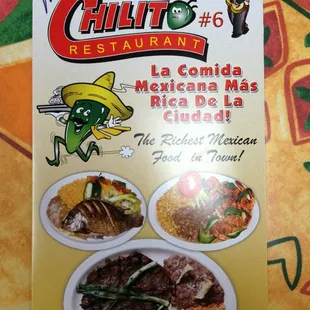 CHILITO #6
RESTAURANT
La Comida
Mexicana Más
Rica De La
Ciudad!
The Richest Mexican
Food in Town!